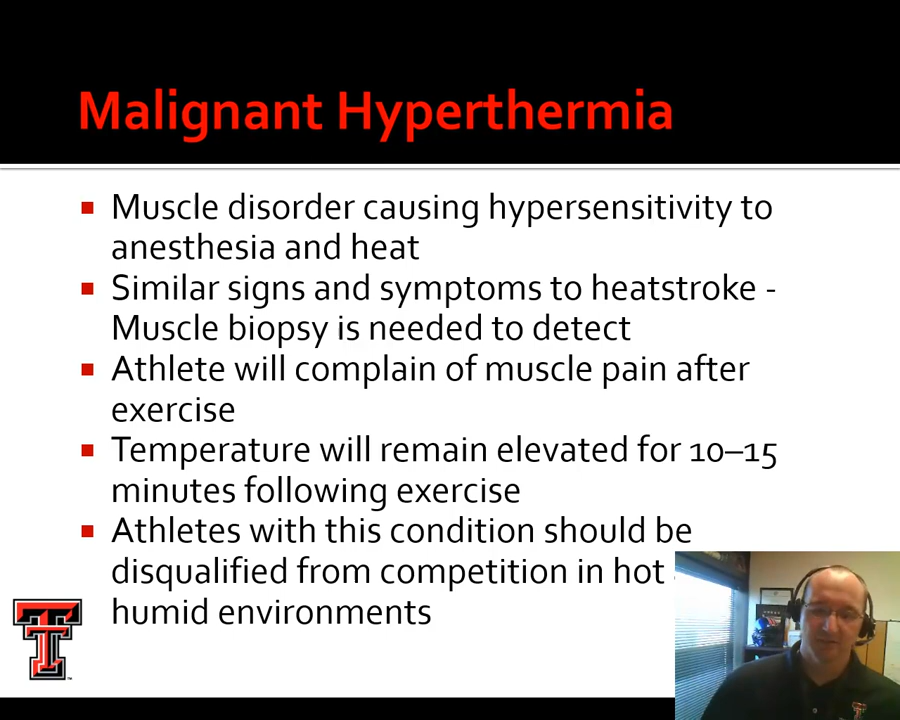 Malignant Hyperthermia
Muscle disorder causing hypersensitivity to
anesthesia and heat
Similar signs and symptoms to heatstroke -
Muscle biopsy is needed to detect
Athlete will complain of muscle pain after
exercise
Temperature will remain elevated for 10–15
minutes following exercise
Athletes with this condition should be
disqualified from competition in hot
humid environments